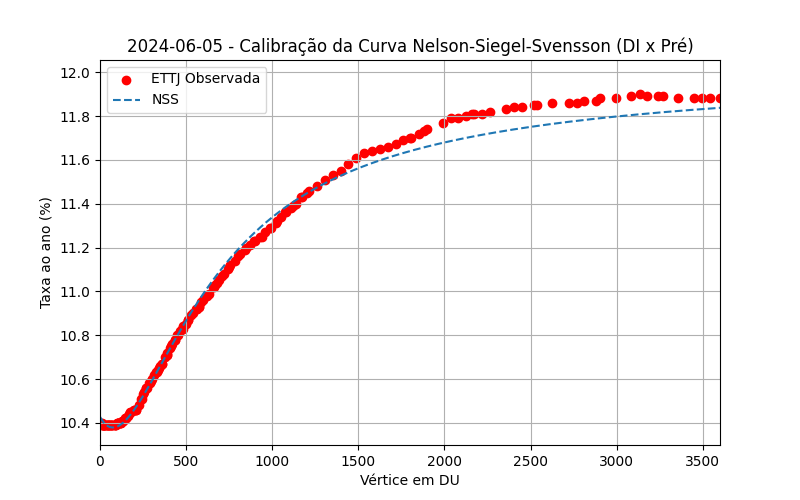 2024-06-05 - Calibração da Curva Nelson-Siegel-Svensson (DI x Pré)
ETTJ Observada
NSS
Taxa ao ano (%)
12.0
11.8
11.6
11.4
11.2
11.0
10.8
10.6
10.4
0 500 1000 1500 2000 2500 3000 3500
Vértice em DU